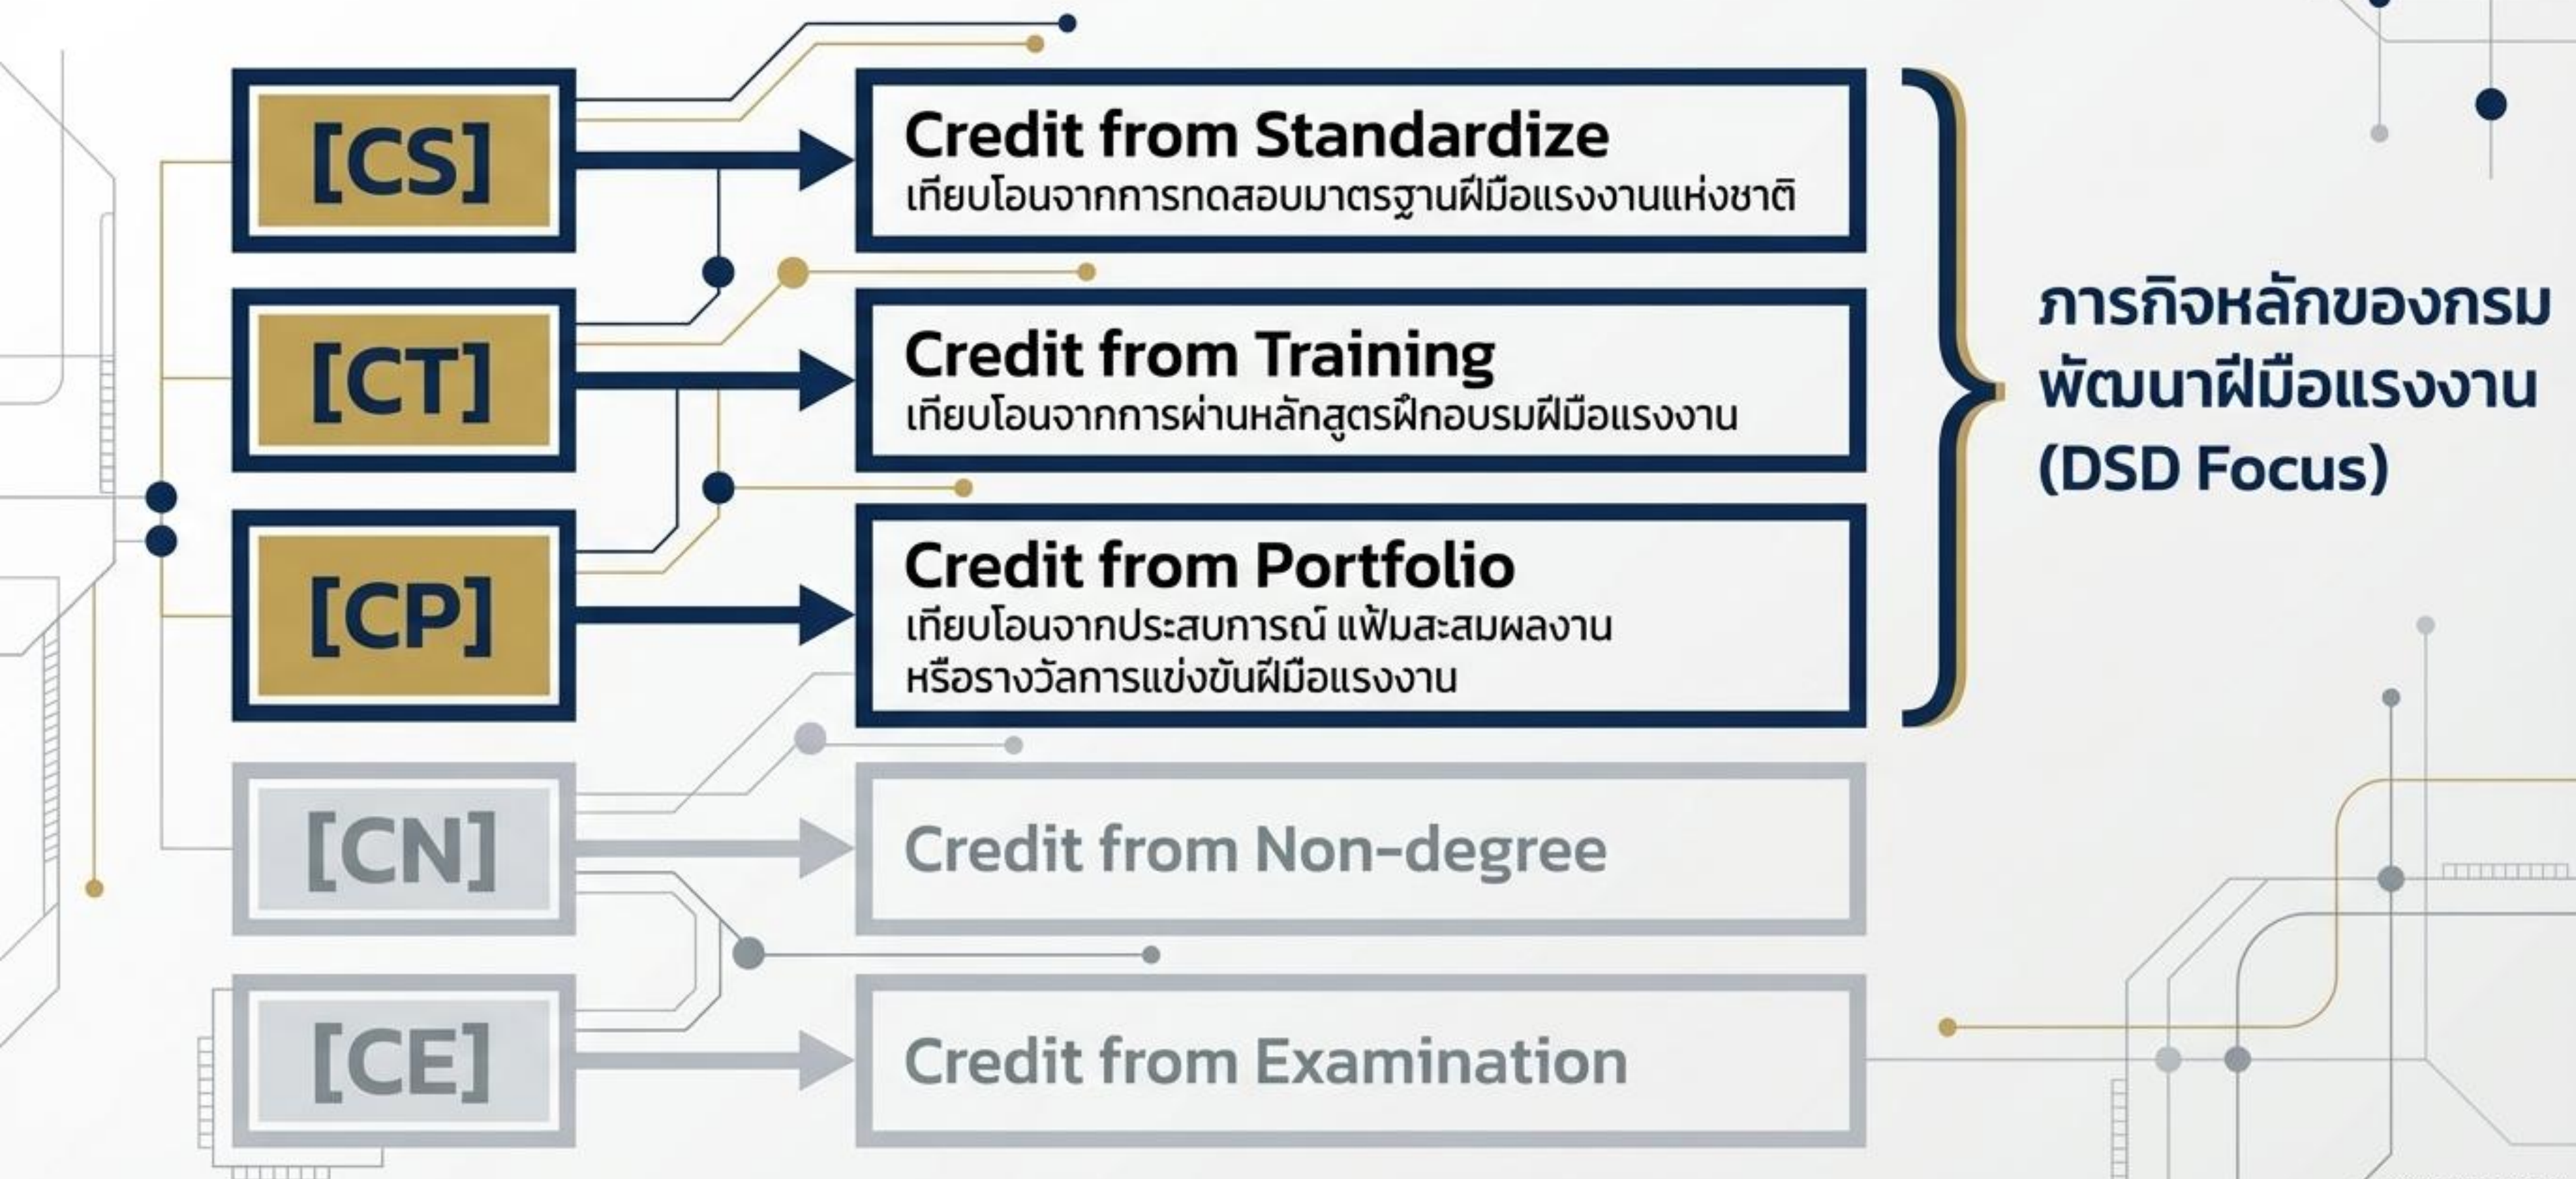 [CS]
Credit from Standardize
เทียบโอนจากการทดสอบมาตรฐานฝีมือแรงงานแห่งชาติ
[CT]
Credit from Training
เทียบโอนจากการผ่านหลักสูตรฝึกอบรมฝีมือแรงงาน
[CP]
Credit from Portfolio
เทียบโอนจากประสบการณ์ แฟ้มสะสมผลงาน
หรือรางวัลการแข่งขันฝีมือแรงงาน
ภารกิจหลักของกรม
พัฒนาฝีมือแรงงาน
(DSD Focus)
[CN]
Credit from Non-degree
[CE]
Credit from Examination